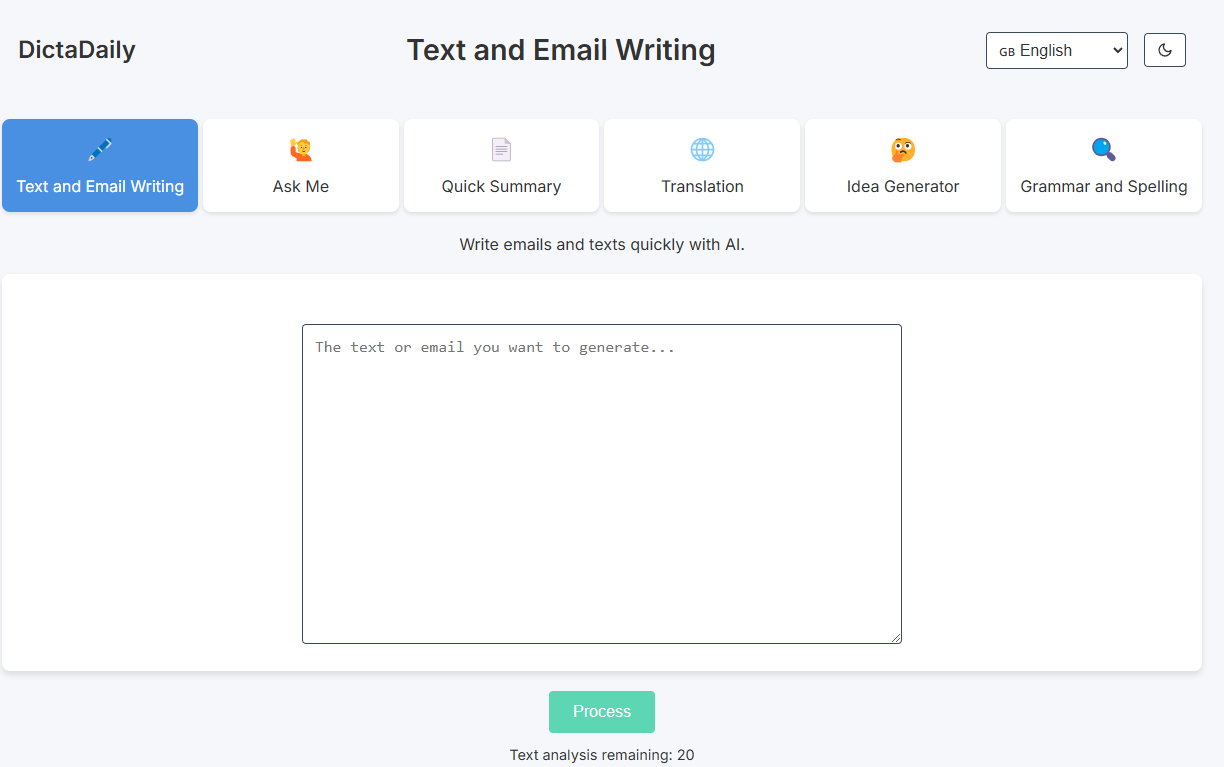 DictaDaily
Text and Email Writing
GB English
Text and Email Writing
Ask Me
Quick Summary
Translation
Idea Generator
Grammar and Spelling
Write emails and texts quickly with AI.
The text or email you want to generate...
Process
Text analysis remaining: 20